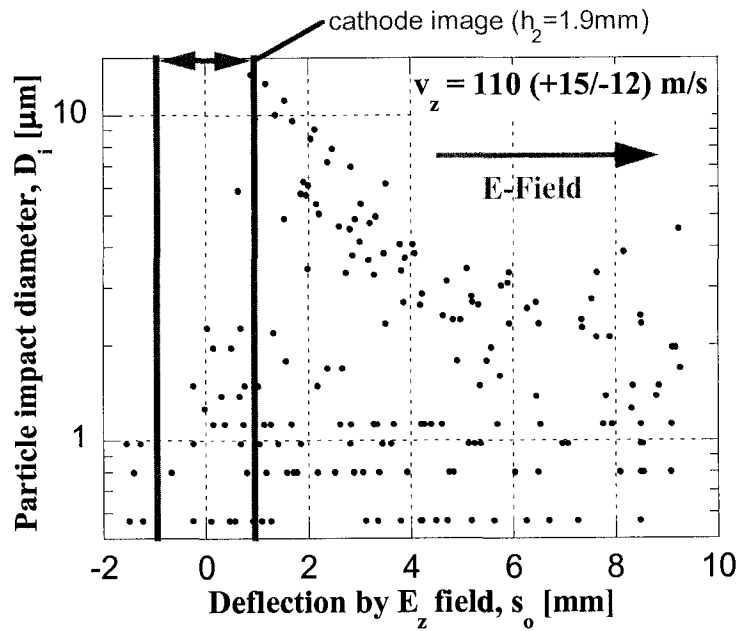 cathode image (h2=1.9mm)
vz = 110 (+15/-12) m/s
E-Field
10
1
Particle impact diameter, Di [µm]
-2 0 2 4 6 8 10
Deflection by Ez field, so [mm]